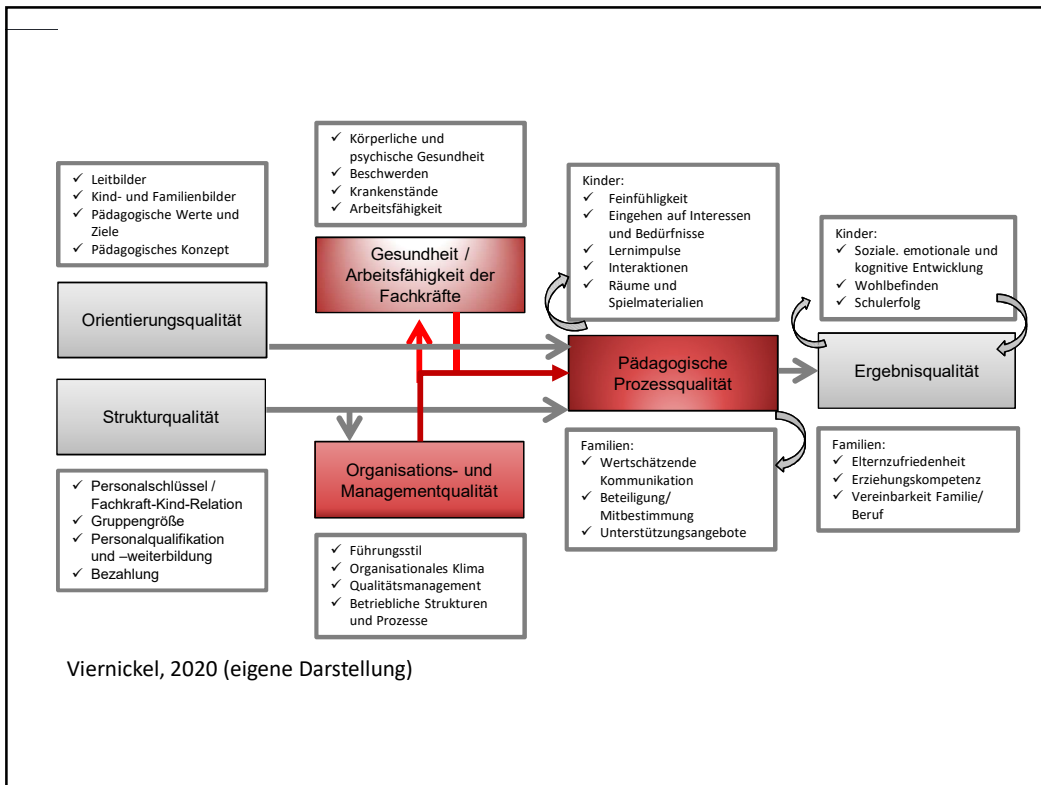 ✓ Leitbilder
✓ Kind- und Familienbilder
✓ Pädagogische Werte und
Ziele
✓ Pädagogisches Konzept
Orientierungsqualität
Strukturqualität
✓ Personalschlüssel /
Fachkraft-Kind-Relation
✓ Gruppengröße
✓ Personalqualifikation
und –weiterbildung
✓ Bezahlung
✓ Körperliche und
psychische Gesundheit
✓ Beschwerden
✓ Krankenstände
✓ Arbeitsfähigkeit
Gesundheit /
Arbeitsfähigkeit der
Fachkräfte
Organisations- und
Managementqualität
✓ Führungsstil
✓ Organisationales Klima
✓ Qualitätsmanagement
✓ Betriebliche Strukturen
und Prozesse
Kinder:
✓ Feinfühligkeit
✓ Eingehen auf Interessen
und Bedürfnisse
✓ Lernimpulse
✓ Interaktionen
✓ Räume und
Spielmaterialien
Pädagogische
Prozessqualität
Familien:
✓ Wertschätzende
Kommunikation
✓ Beteiligung/
Mitbestimmung
✓ Unterstützungsangebote
Kinder:
✓ Soziale. emotionale und
kognitive Entwicklung
✓ Wohlbefinden
✓ Schulerfolg
Ergebnisqualität
Familien:
✓ Elternzufriedenheit
✓ Erziehungskompetenz
✓ Vereinbarkeit Familie/
Beruf
Viernickel, 2020 (eigene Darstellung)